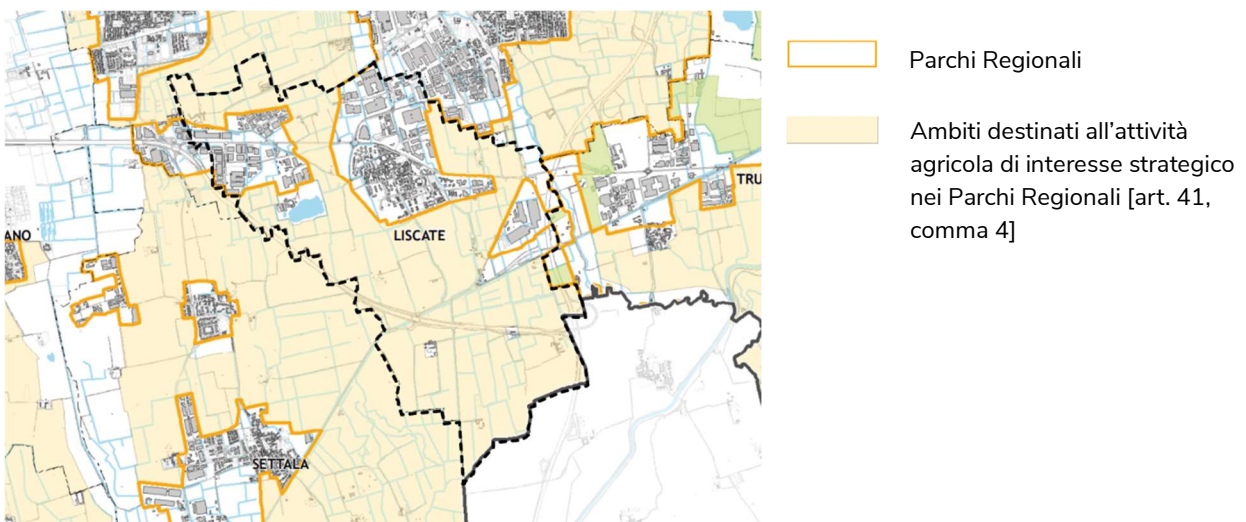 TRU
ANO
LISCATE
SETTALA
Parchi Regionali
Ambiti destinati all’attività
agricola di interesse strategico
nei Parchi Regionali [art. 41,
comma 4]